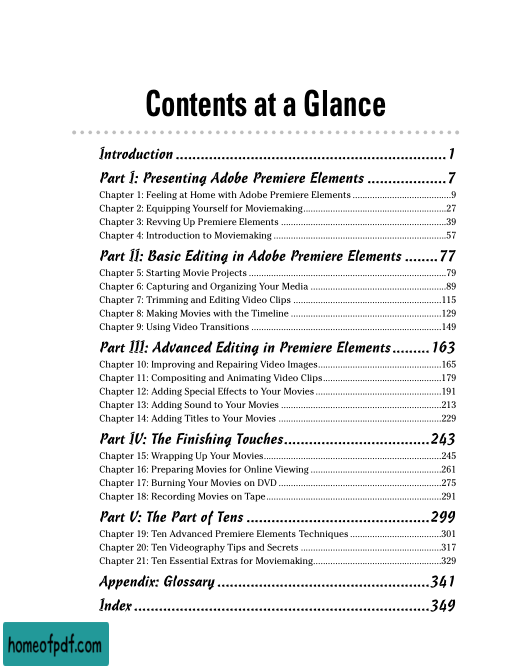 Contents at a Glance
Introduction ..................................................................1
Part I: Presenting Adobe Premiere Elements ...................7
Chapter 1: Feeling at Home with Adobe Premiere Elements ......................................9
Chapter 2: Equipping Yourself for Moviemaking......................................................27
Chapter 3: Revving Up Premiere Elements ...............................................................39
Chapter 4: Introduction to Moviemaking .................................................................57
Part II: Basic Editing in Adobe Premiere Elements ........77
Chapter 5: Starting Movie Projects ...........................................................................79
Chapter 6: Capturing and Organizing Your Media ....................................................89
Chapter 7: Trimming and Editing Video Clips .........................................................115
Chapter 8: Making Movies with the Timeline ..........................................................129
Chapter 9: Using Video Transitions .........................................................................149
Part III: Advanced Editing in Premiere Elements.........163
Chapter 10: Improving and Repairing Video Images...............................................165
Chapter 11: Compositing and Animating Video Clips.............................................179
Chapter 12: Adding Special Effects to Your Movies................................................191
Chapter 13: Adding Sound to Your Movies .............................................................213
Chapter 14: Adding Titles to Your Movies ..............................................................229
Part IV: The Finishing Touches...................................243
Chapter 15: Wrapping Up Your Movies....................................................................245
Chapter 16: Preparing Movies for Online Viewing ..................................................261
Chapter 17: Burning Your Movies on DVD ..............................................................275
Chapter 18: Recording Movies on Tape...................................................................291
Part V: The Part of Tens ............................................299
Chapter 19: Ten Advanced Premiere Elements Techniques ...................................301
Chapter 20: Ten Videography Tips and Secrets ......................................................317
Chapter 21: Ten Essential Extras for Moviemaking.................................................329
Appendix: Glossary ...................................................341
Index .......................................................................349
homeofpdf.com